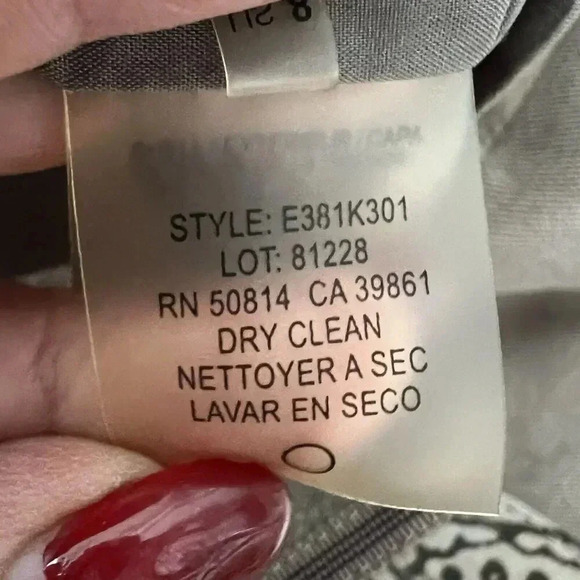 STYLE: E381K301
LOT: 81228
RN 50814 CA 39861
DRY CLEAN
NETTOYER A SEC
LAVAR EN SECO